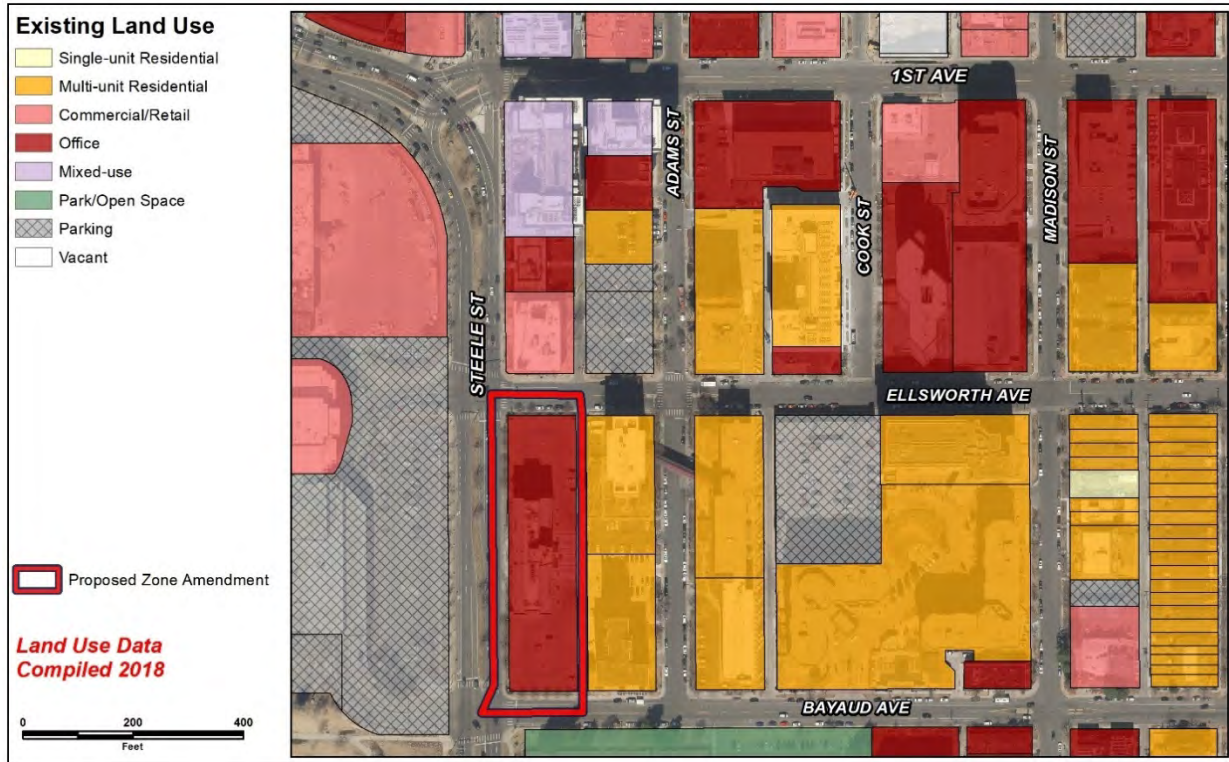 Existing Land Use
Single-unit Residential
Multi-unit Residential
Commercial/Retail
Office
Mixed-use
Park/Open Space
Parking
Vacant
Proposed Zone Amendment
Land Use Data
Compiled 2018
0 200 400
Feet
1ST AVE
ADAMS ST
COOK ST
MADISON ST
STEELE ST
ELLSWORTH AVE
BAYAUD AVE